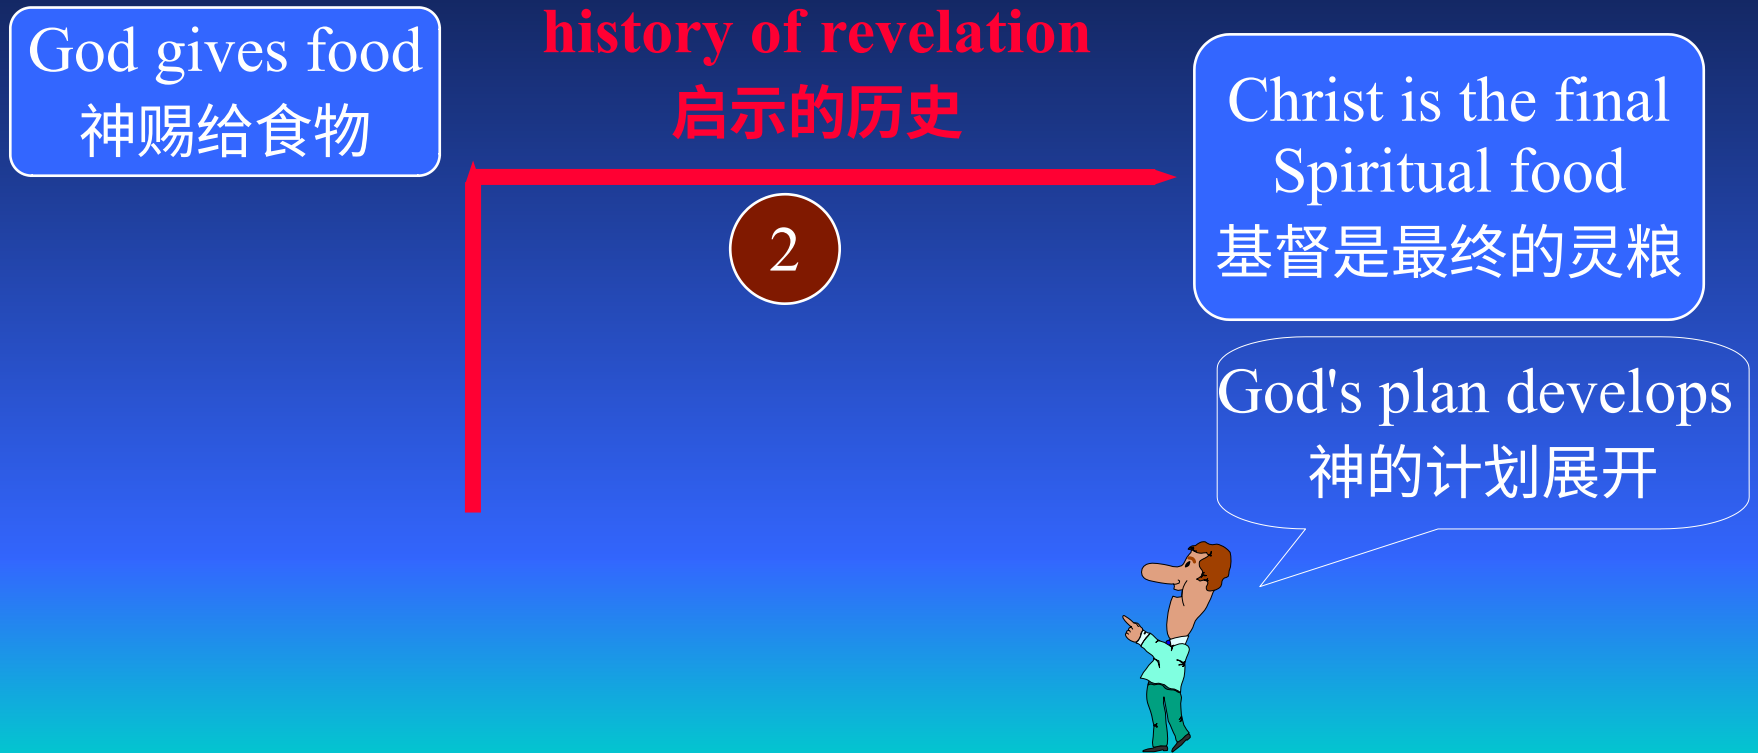 God gives food
神赐给食物
history of revelation
启示的历史
Christ is the final
Spiritual food
基督是最终的灵粮
2
God's plan develops
神的计划展开